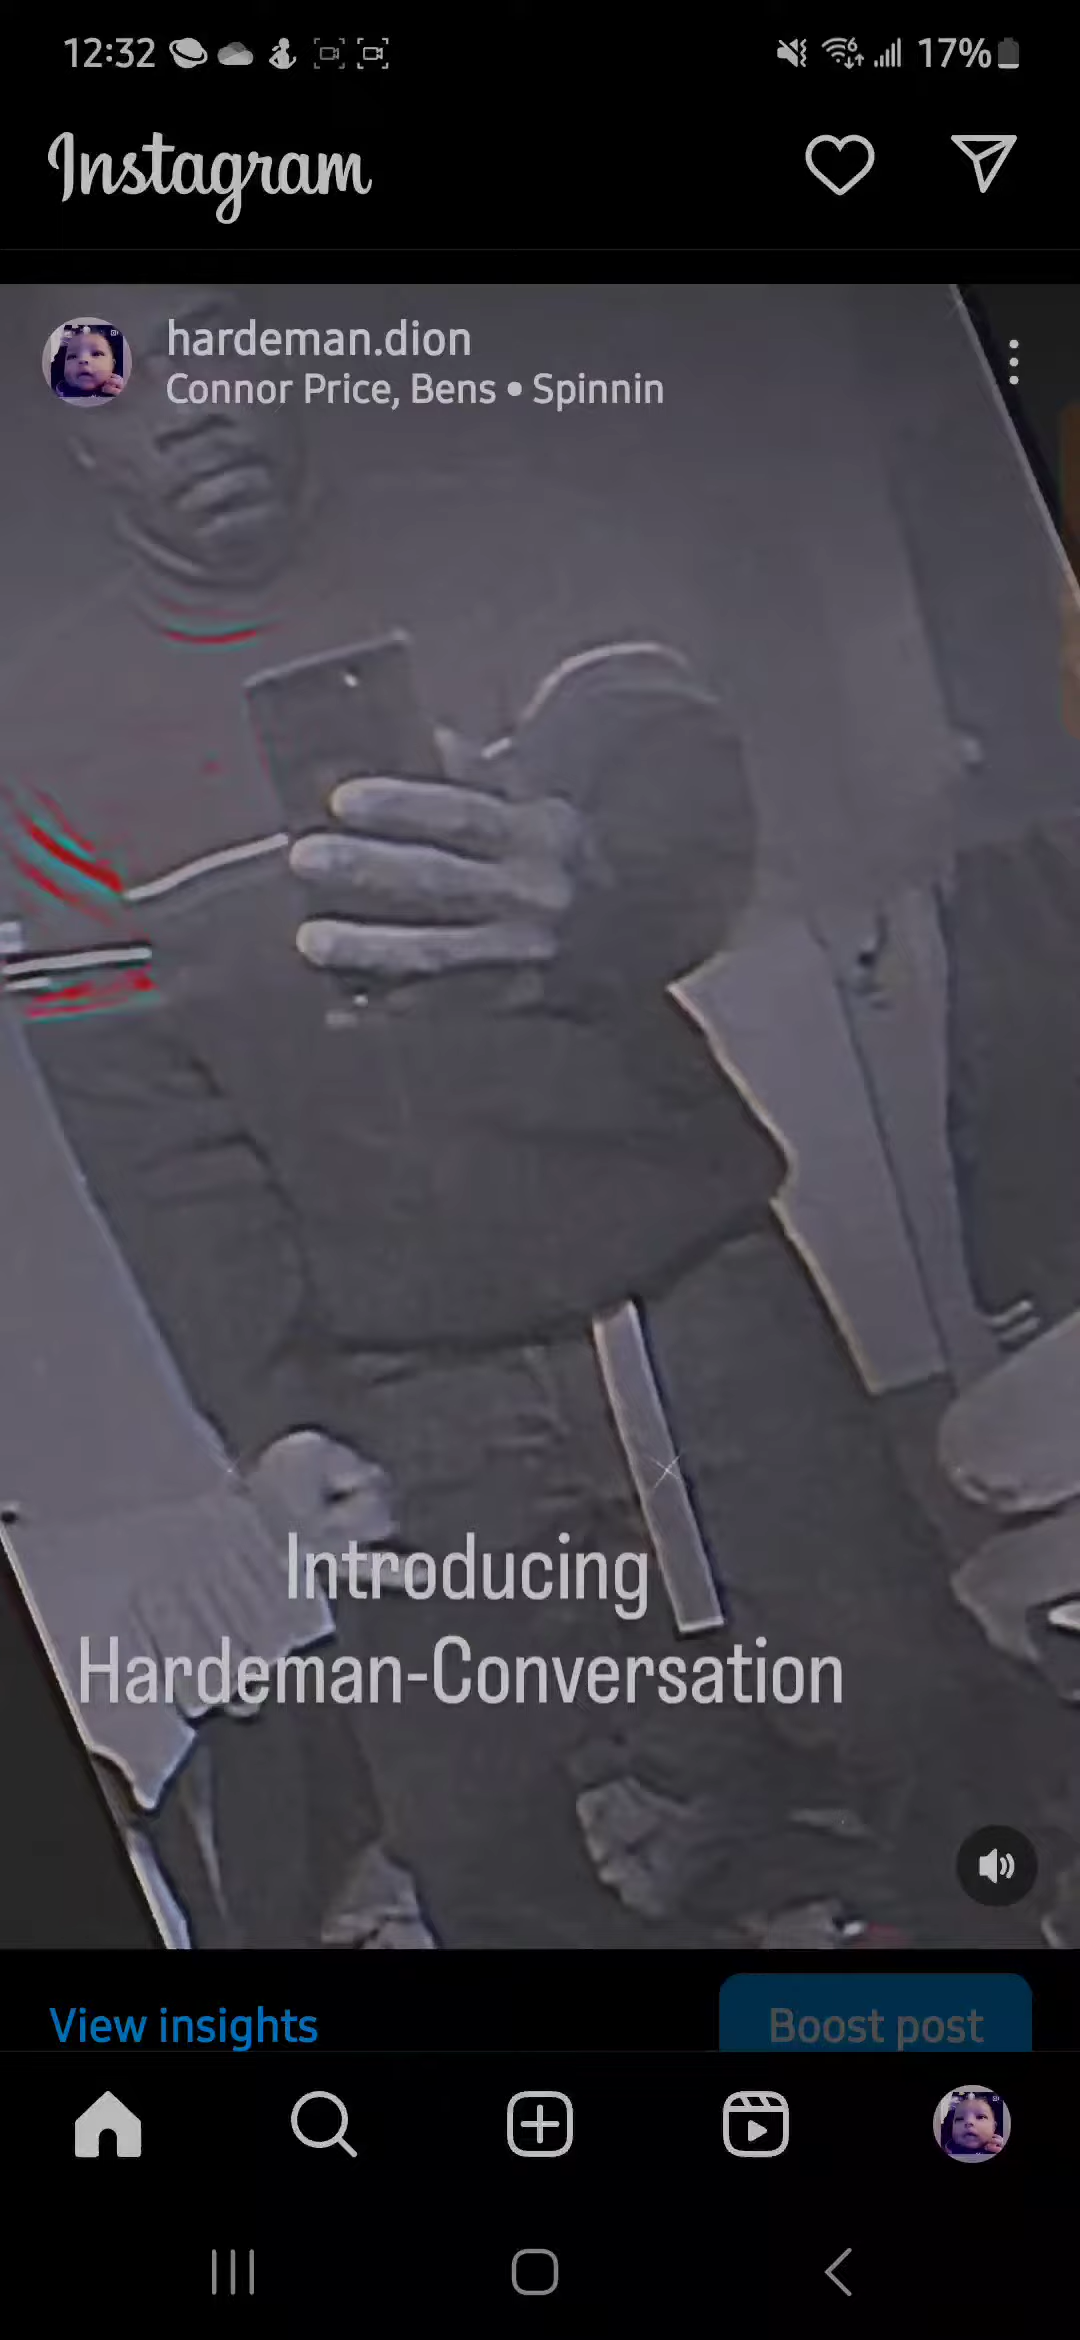 12:32
17%
Instagram
hardeman.dion
Connor Price, Bens • Spinnin
Introducing
Hardeman-Conversation
View insights
Boost post